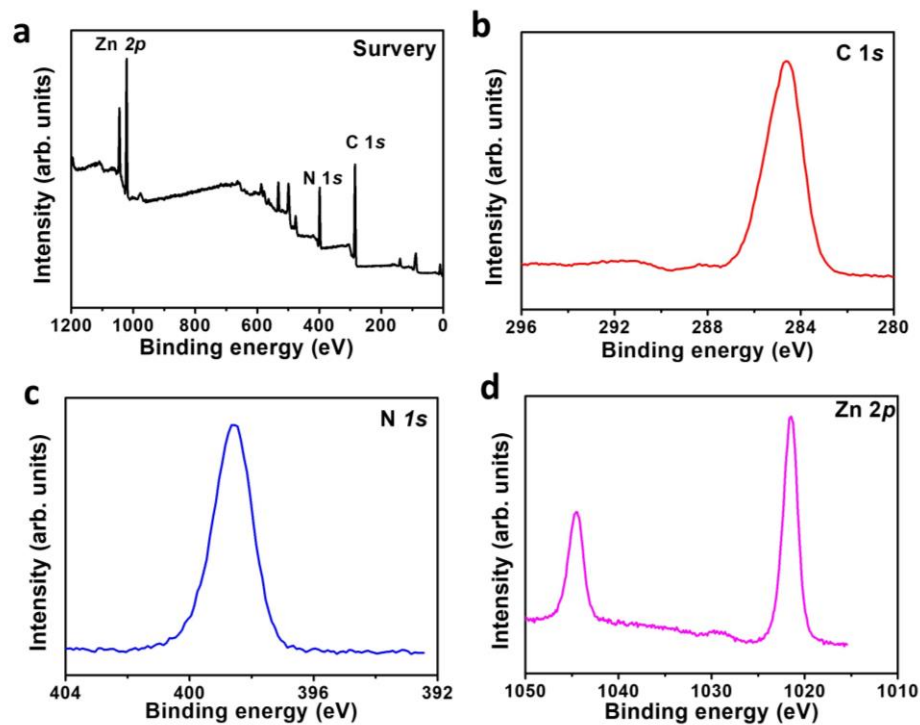 a
Zn 2p
Survery
C 1s
N 1s
Intensity (arb. units)
1200 1000 800 600 400 200 0
Binding energy (eV)
b
C 1s
Intensity (arb. units)
296 292 288 284 280
Binding energy (eV)
c
N 1s
Intensity (arb. units)
404 400 396 392
Binding energy (eV)
d
Zn 2p
Intensity (arb. units)
1050 1040 1030 1020 1010
Binding energy (eV)